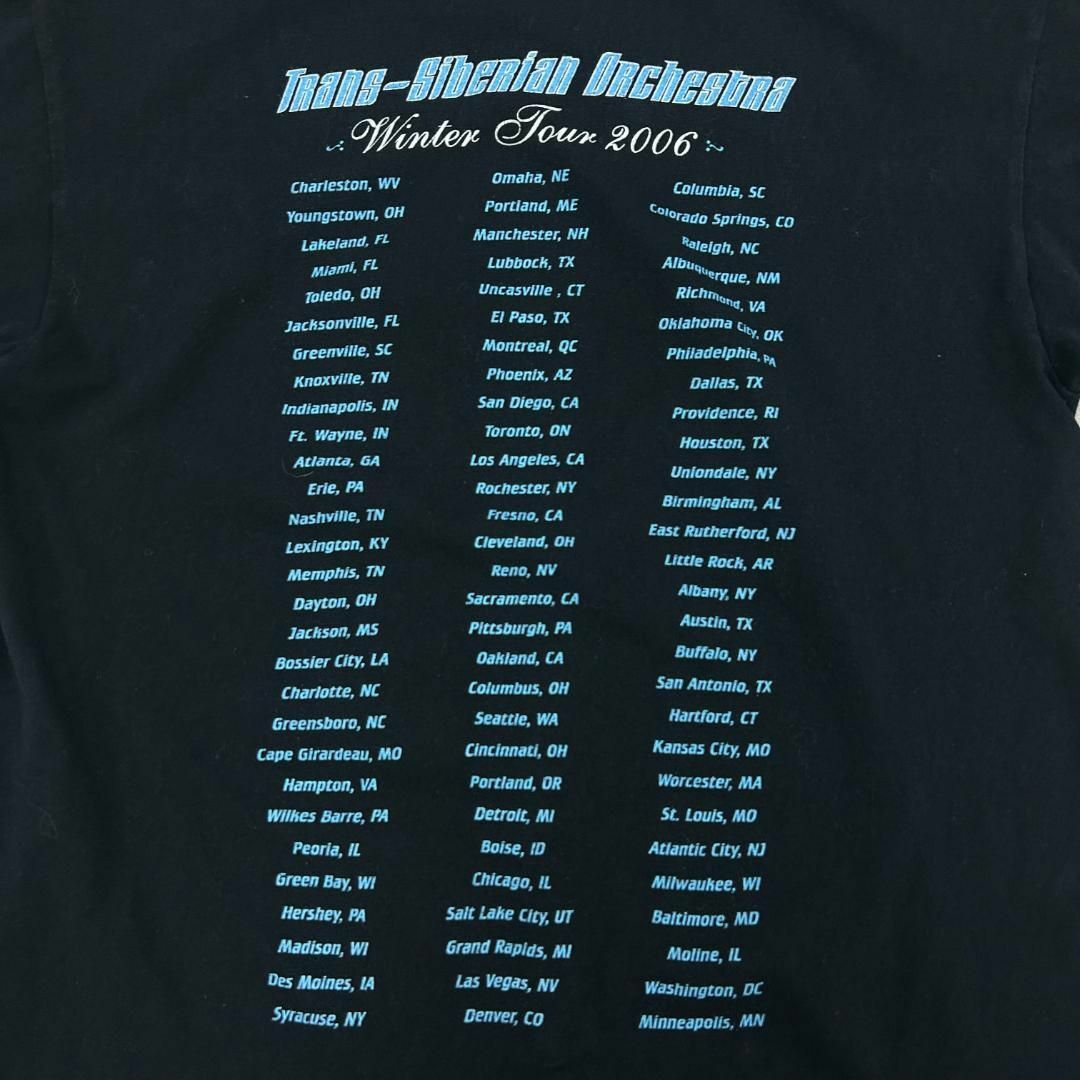 Trans-Siberian Orchestra
Winter Tour 2006
Charleston, WV
Youngstown, OH
Lakeland, FL
Miami, FL
Toledo, OH
Jacksonville, FL
Greenville, SC
Knoxville, TN
Indianapolis, IN
Ft. Wayne, IN
Atlanta, GA
Erie, PA
Nashville, TN
Lexington, KY
Memphis, TN
Dayton, OH
Jackson, MS
Bossier City, LA
Charlotte, NC
Greensboro, NC
Cape Girardeau, MO
Hampton, VA
Wilkes Barre, PA
Peoria, IL
Green Bay, WI
Hershey, PA
Madison, WI
Des Moines, IA
Syracuse, NY
Omaha, NE
Portland, ME
Manchester, NH
Lubbock, TX
Uncasville , CT
El Paso, TX
Montreal, QC
Phoenix, AZ
San Diego, CA
Toronto, ON
Los Angeles, CA
Rochester, NY
Fresno, CA
Cleveland, OH
Reno, NV
Sacramento, CA
Pittsburgh, PA
Oakland, CA
Columbus, OH
Seattle, WA
Cincinnati, OH
Portland, OR
Detroit, MI
Boise, ID
Chicago, IL
Salt Lake City, UT
Grand Rapids, MI
Las Vegas, NV
Denver, CO
Columbia, SC
Colorado Springs, CO
Raleigh, NC
Albuquerque, NM
Richmond, VA
Oklahoma City, OK
Philadelphia, PA
Dallas, TX
Providence, RI
Houston, TX
Uniondale, NY
Birmingham, AL
East Rutherford, NJ
Little Rock, AR
Albany, NY
Austin, TX
Buffalo, NY
San Antonio, TX
Hartford, CT
Kansas City, MO
Worcester, MA
St. Louis, MO
Atlantic City, NJ
Milwaukee, WI
Baltimore, MD
Moline, IL
Washington, DC
Minneapolis, MN